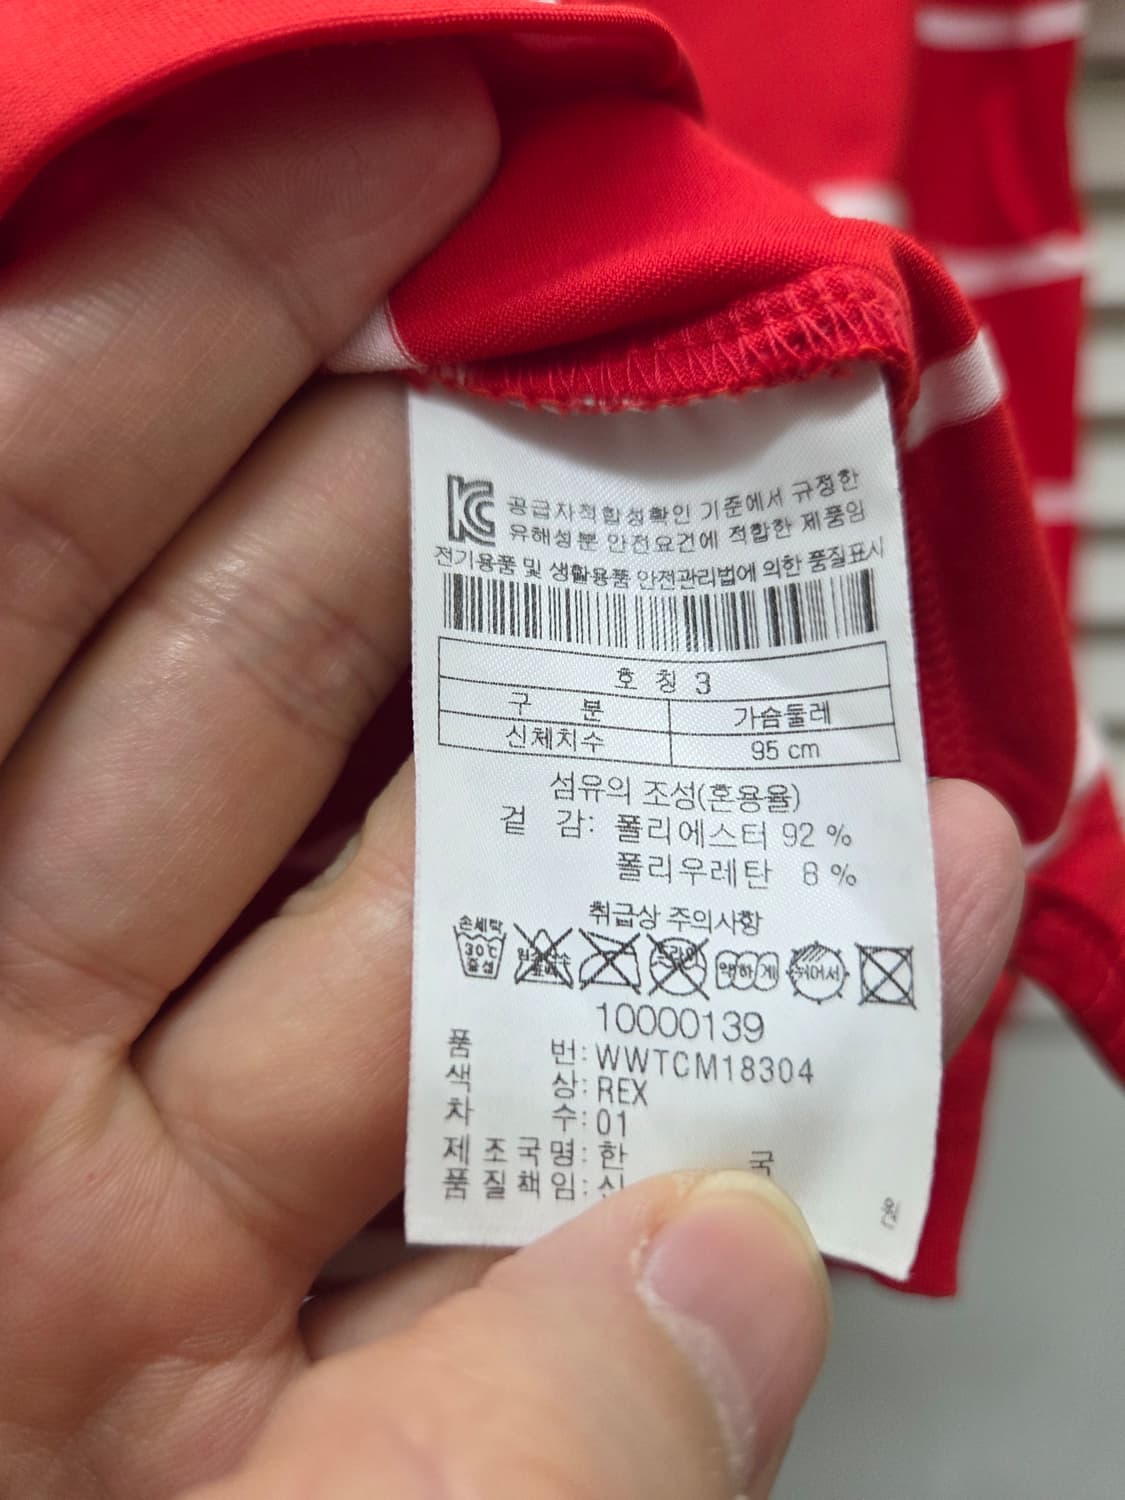 KC
공급자적합성확인 기준에서 규정한
유해성분 안전요건에 적합한 제품임
전기용품 및 생활용품 안전관리법에 의한 품질표시
호 칭 3
구 분 가슴둘레
신체치수 95 cm
섬유의 조성(혼용율)
겉 감: 폴리에스터 92 %
폴리우레탄 8 %
취급상 주의사항
손세탁 30℃ 중성 드라이 약하게 뉘어서
10000139
품 번: WWTCM18304
색 상: REX
차 수: 01
제 조 국 명: 한 국
품 질 책 임: 신
원